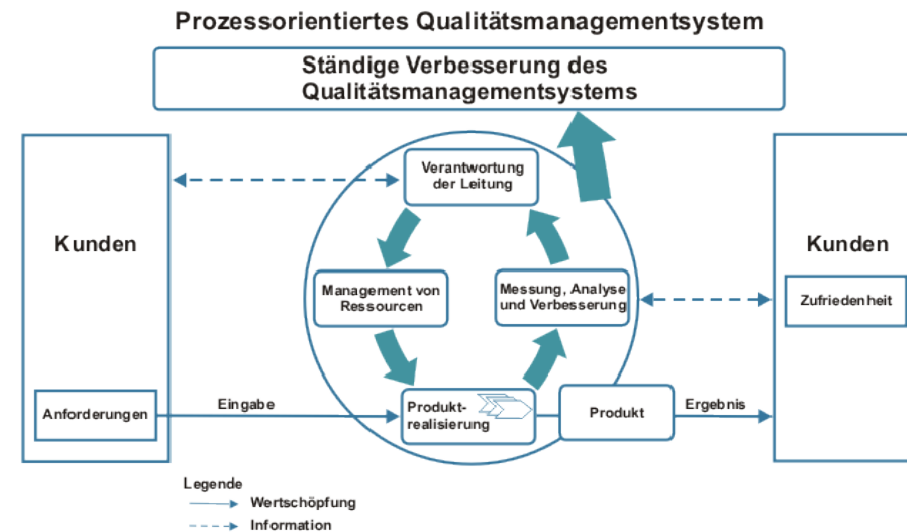 Prozessorientiertes Qualitätsmanagementsystem
Ständige Verbesserung des
Qualitätsmanagementsystems
Verantwortung
der Leitung
Kunden
Kunden
Management von
Ressourcen
Messung, Analyse
und Verbesserung
Zufriedenheit
Anforderungen
Eingabe
Produkt-
realisierung
Produkt
Ergebnis
Legende
Wertschöpfung
Information